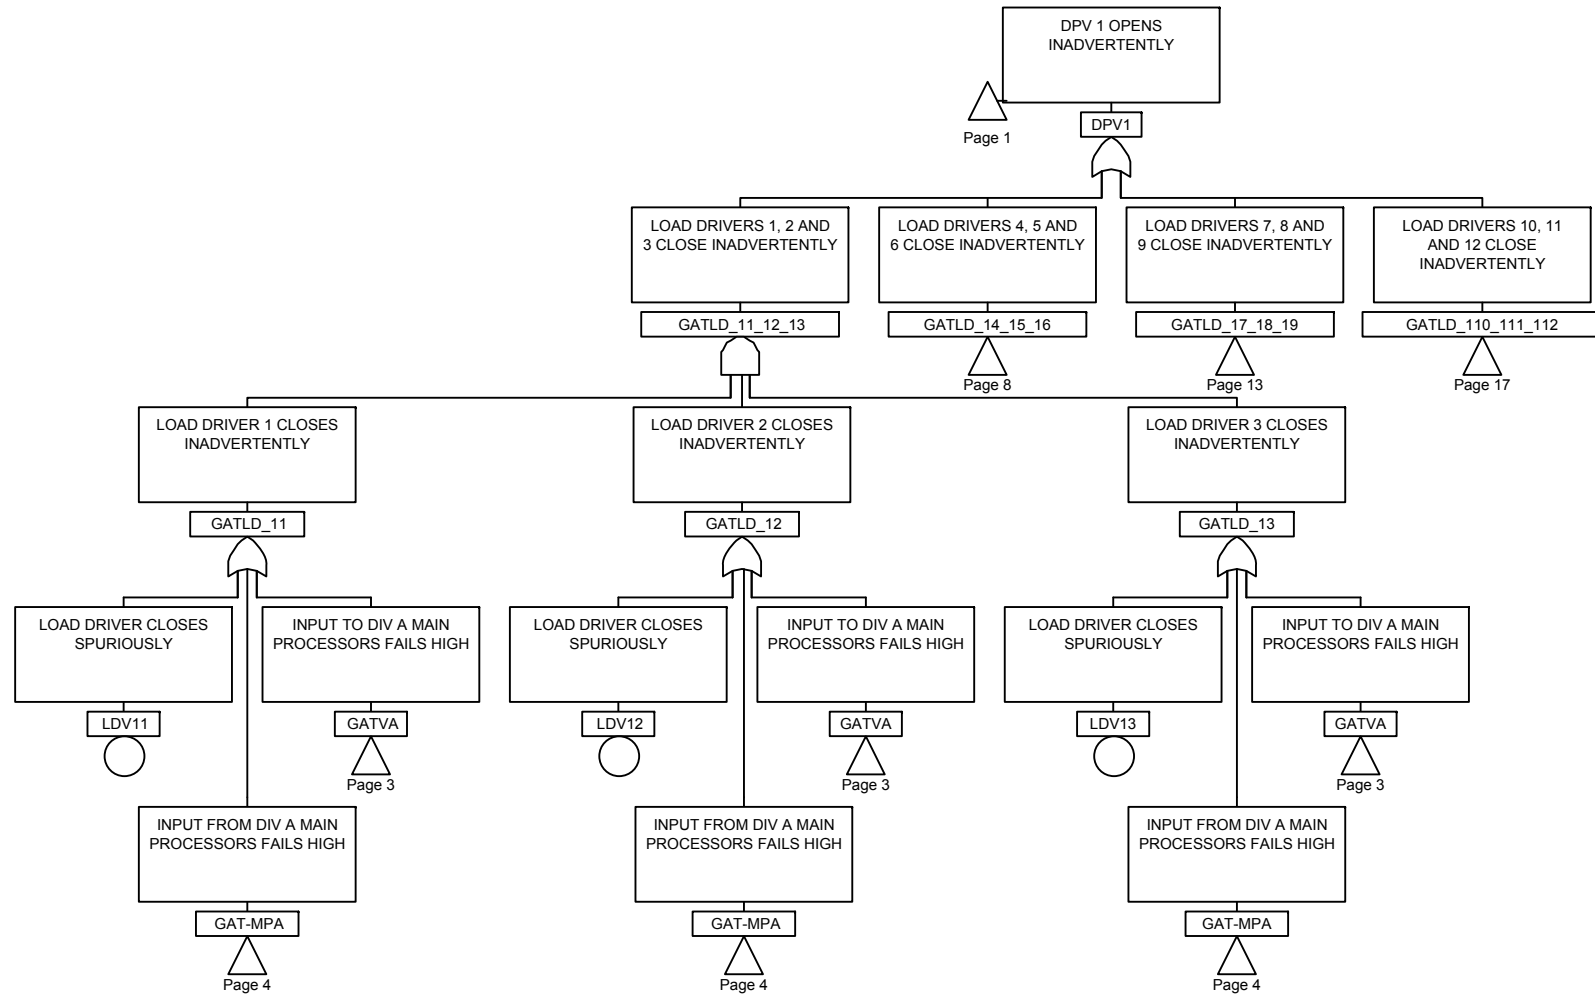 DPV 1 OPENS
INADVERTENTLY
Page 1
DPV1
LOAD DRIVERS 1, 2 AND
3 CLOSE INADVERTENTLY
LOAD DRIVERS 4, 5 AND
6 CLOSE INADVERTENTLY
LOAD DRIVERS 7, 8 AND
9 CLOSE INADVERTENTLY
LOAD DRIVERS 10, 11
AND 12 CLOSE
INADVERTENTLY
GATLD_11_12_13
GATLD_14_15_16
GATLD_17_18_19
GATLD_110_111_112
Page 8
Page 13
Page 17
LOAD DRIVER 1 CLOSES
INADVERTENTLY
LOAD DRIVER 2 CLOSES
INADVERTENTLY
LOAD DRIVER 3 CLOSES
INADVERTENTLY
GATLD_11
GATLD_12
GATLD_13
LOAD DRIVER CLOSES
SPURIOUSLY
INPUT TO DIV A MAIN
PROCESSORS FAILS HIGH
LOAD DRIVER CLOSES
SPURIOUSLY
INPUT TO DIV A MAIN
PROCESSORS FAILS HIGH
LOAD DRIVER CLOSES
SPURIOUSLY
INPUT TO DIV A MAIN
PROCESSORS FAILS HIGH
LDV11
GATVA
LDV12
GATVA
LDV13
GATVA
Page 3
Page 3
Page 3
INPUT FROM DIV A MAIN
PROCESSORS FAILS HIGH
INPUT FROM DIV A MAIN
PROCESSORS FAILS HIGH
INPUT FROM DIV A MAIN
PROCESSORS FAILS HIGH
GAT-MPA
GAT-MPA
GAT-MPA
Page 4
Page 4
Page 4